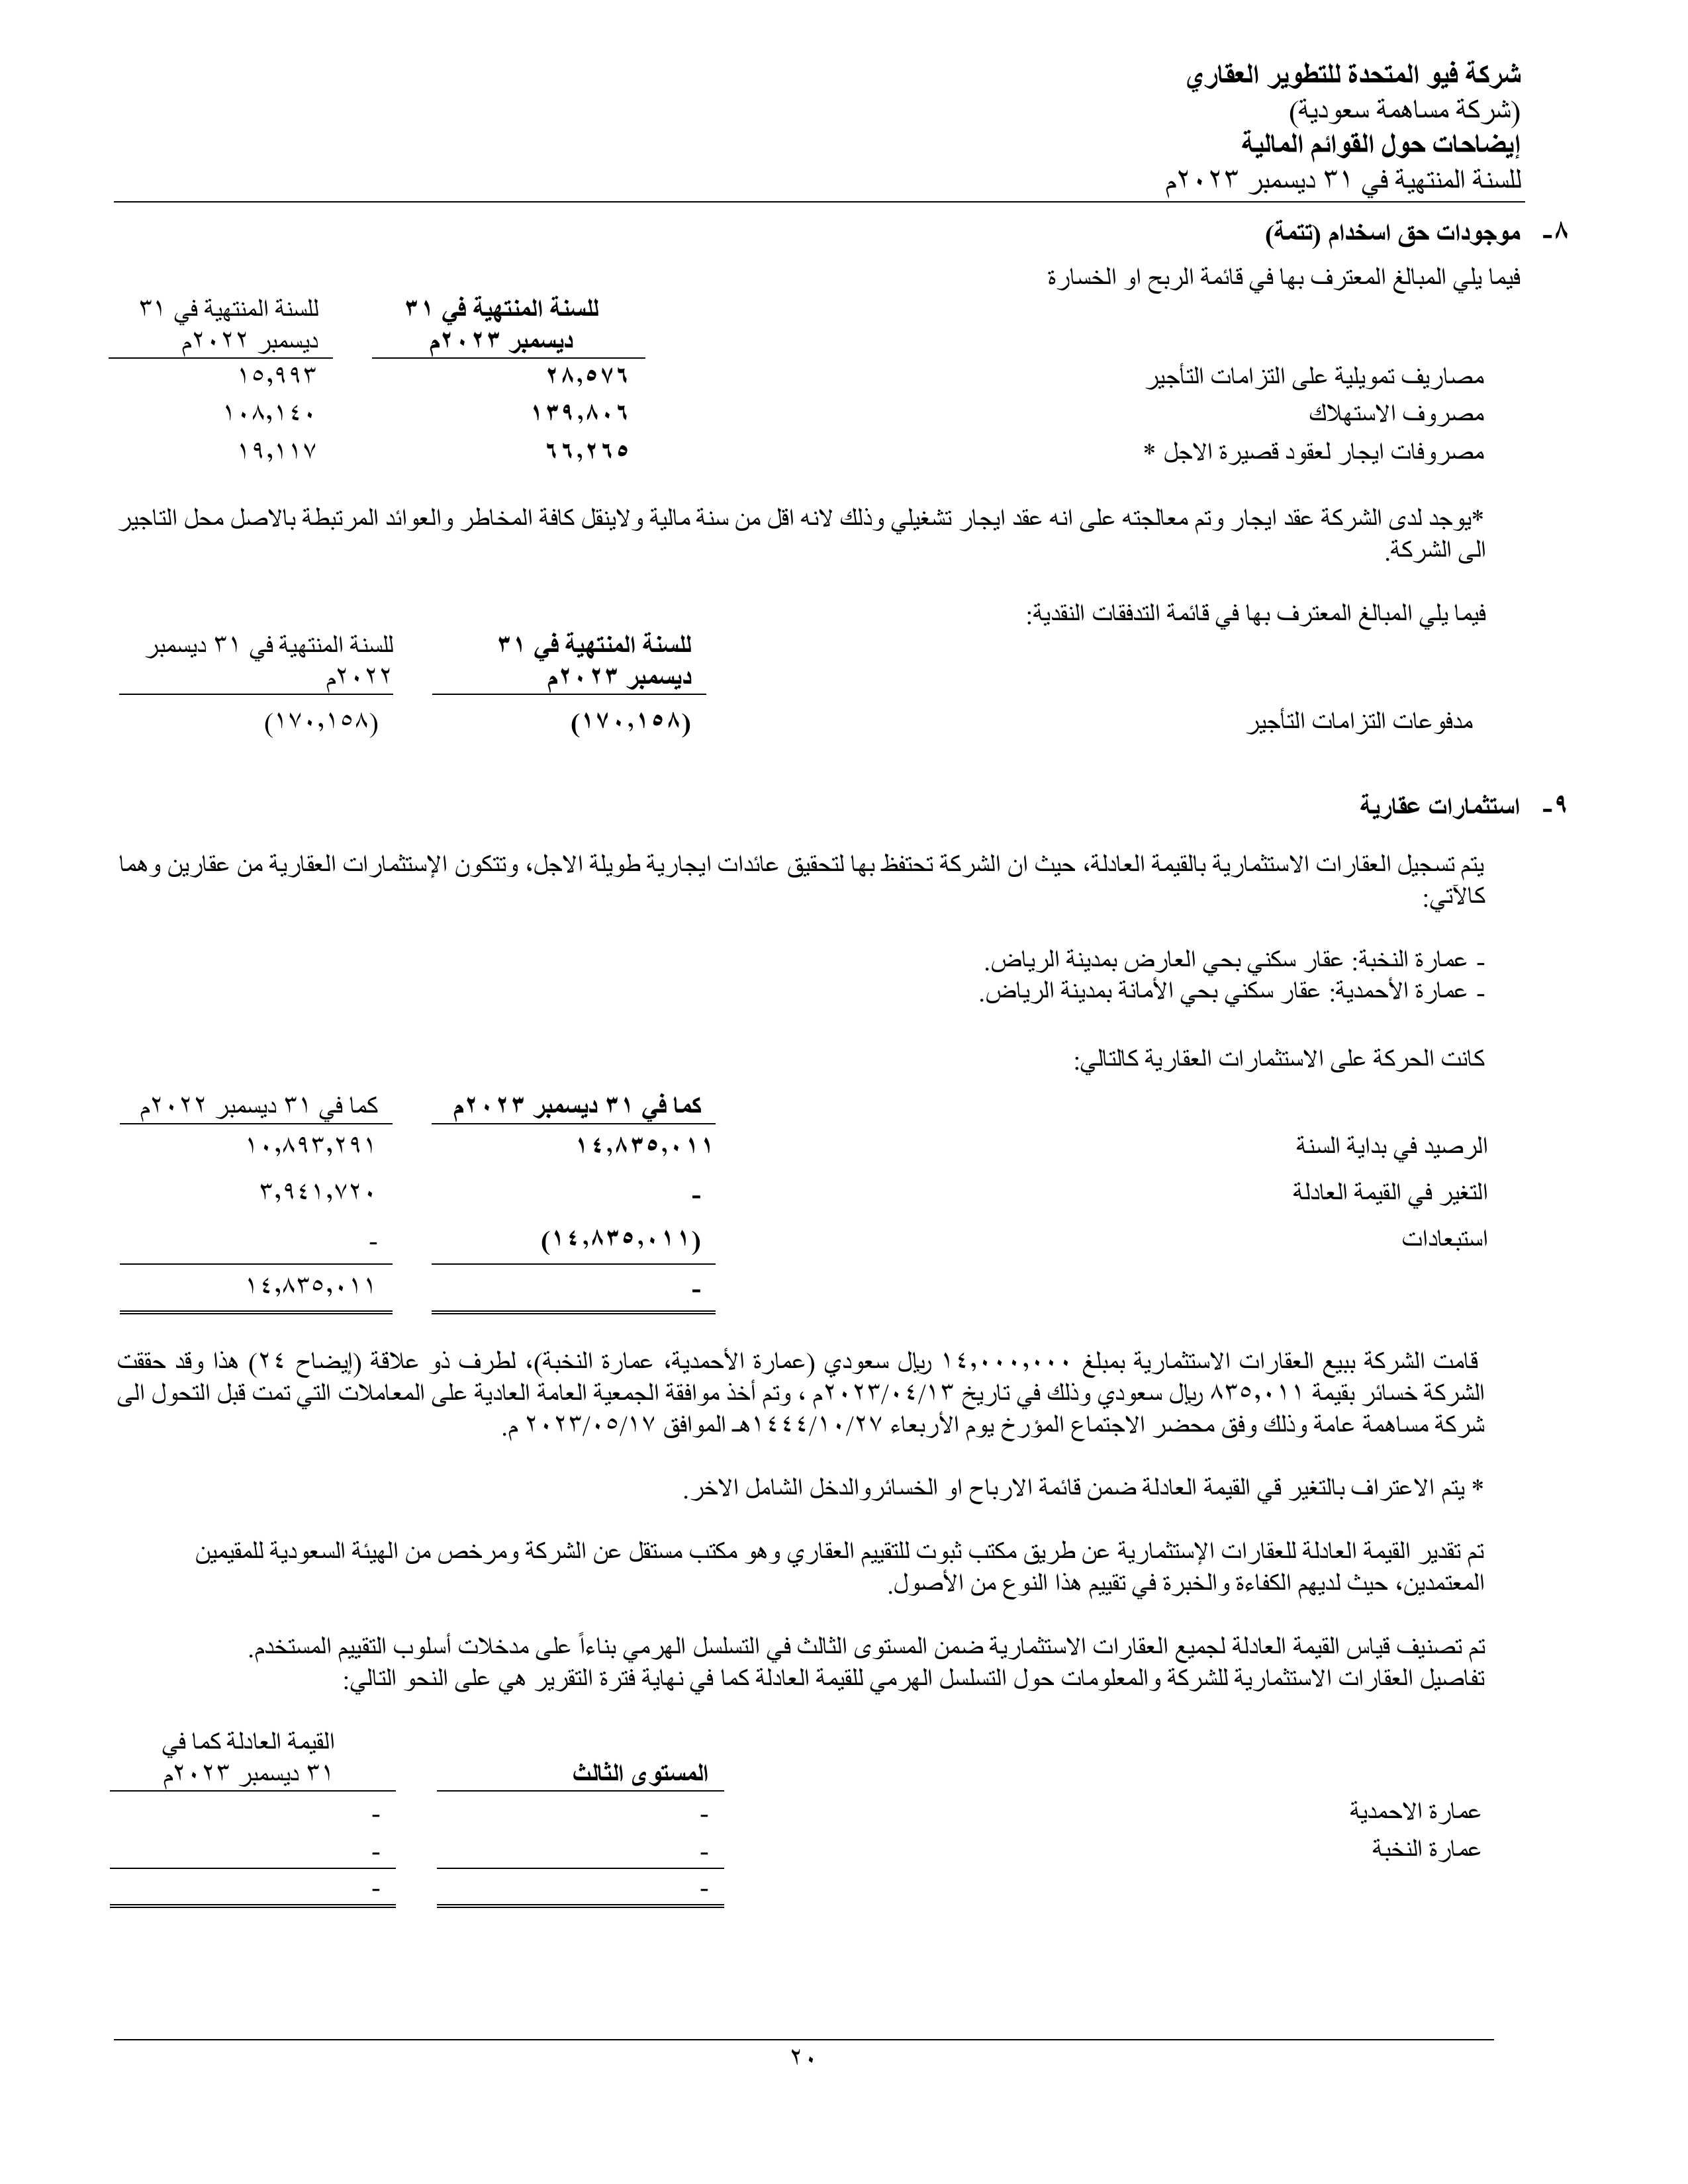 شركة فيو المتحدة للتطوير العقاري
(شركة مساهمة سعودية)
إيضاحات حول القوائم المالية
للسنة المنتهية في ٣١ ديسمبر ٢٠٢٣م
٨- موجودات حق اسخدام (تتمة)
فيما يلي المبالغ المعترف بها في قائمة الربح او الخسارة
للسنة المنتهية في ٣١ للسنة المنتهية في ٣١
ديسمبر ٢٠٢٣م ديسمبر ٢٠٢٢م
مصاريف تمويلية على التزامات التأجير ٢٨,٥٧٦ ١٥,٩٩٣
مصروف الاستهلاك ١٣٩,٨٠٦ ١٠٨,١٤٠
مصروفات ايجار لعقود قصيرة الاجل * ٦٦,٢٦٥ ١٩,١١٧
*يوجد لدى الشركة عقد ايجار وتم معالجته على انه عقد ايجار تشغيلي وذلك لانه اقل من سنة مالية ولاينقل كافة المخاطر والعوائد المرتبطة بالاصل محل التاجير
الى الشركة.
فيما يلي المبالغ المعترف بها في قائمة التدفقات النقدية:
للسنة المنتهية في ٣١ للسنة المنتهية في ٣١ ديسمبر
ديسمبر ٢٠٢٣م ٢٠٢٢م
مدفوعات التزامات التأجير (١٧٠,١٥٨) (١٧٠,١٥٨)
٩- استثمارات عقارية
يتم تسجيل العقارات الاستثمارية بالقيمة العادلة، حيث ان الشركة تحتفظ بها لتحقيق عائدات ايجارية طويلة الاجل، وتتكون الإستثمارات العقارية من عقارين وهما
كالآتي:
- عمارة النخبة: عقار سكني بحي العارض بمدينة الرياض.
- عمارة الأحمدية: عقار سكني بحي الأمانة بمدينة الرياض.
كانت الحركة على الاستثمارات العقارية كالتالي:
كما في ٣١ ديسمبر ٢٠٢٣م كما في ٣١ ديسمبر ٢٠٢٢م
الرصيد في بداية السنة ١٤,٨٣٥,٠١١ ١٠,٨٩٣,٢٩١
التغير في القيمة العادلة - ٣,٩٤١,٧٢٠
استبعادات (١٤,٨٣٥,٠١١) -
- ١٤,٨٣٥,٠١١
قامت الشركة ببيع العقارات الاستثمارية بمبلغ ١٤,٠٠٠,٠٠٠ ريال سعودي (عمارة الأحمدية، عمارة النخبة)، لطرف ذو علاقة (إيضاح ٢٤) هذا وقد حققت
الشركة خسائر بقيمة ٨٣٥,٠١١ ريال سعودي وذلك في تاريخ ٢٠٢٣/٠٤/١٣م ، وتم أخذ موافقة الجمعية العامة العادية على المعاملات التي تمت قبل التحول الى
شركة مساهمة عامة وذلك وفق محضر الاجتماع المؤرخ يوم الأربعاء ١٤٤٤/١٠/٢٧هـ الموافق ٢٠٢٣/٠٥/١٧ م.
* يتم الاعتراف بالتغير قي القيمة العادلة ضمن قائمة الارباح او الخسائروالدخل الشامل الاخر.
تم تقدير القيمة العادلة للعقارات الإستثمارية عن طريق مكتب ثبوت للتقييم العقاري وهو مكتب مستقل عن الشركة ومرخص من الهيئة السعودية للمقيمين
المعتمدين، حيث لديهم الكفاءة والخبرة في تقييم هذا النوع من الأصول.
تم تصنيف قياس القيمة العادلة لجميع العقارات الاستثمارية ضمن المستوى الثالث في التسلسل الهرمي بناءاً على مدخلات أسلوب التقييم المستخدم.
تفاصيل العقارات الاستثمارية للشركة والمعلومات حول التسلسل الهرمي للقيمة العادلة كما في نهاية فترة التقرير هي على النحو التالي:
القيمة العادلة كما في
المستوى الثالث ٣١ ديسمبر ٢٠٢٣م
عمارة الاحمدية - -
عمارة النخبة - -
- -
٢٠